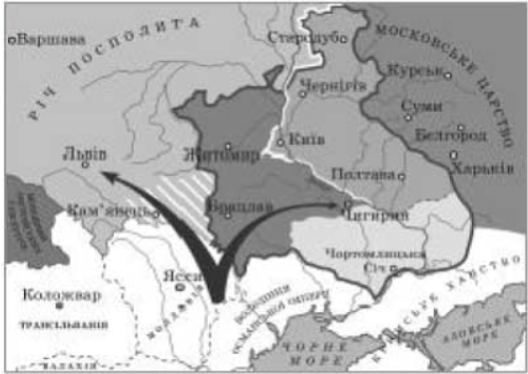 Варшава
РІЧ ПОСПОЛИТА
Стародуб
МОСКОВСЬКЕ ЦАРСТВО
Курськ
Чернігів
Суми
Бєлгород
Київ
Харків
Львів
Житомир
Полтава
Кам'янець
Брацлав
Чигирин
Чортомлицька
Січ
Ясси
Коложвар
ТРАНСІЛЬВАНІЯ
МОЛДАВІЯ
ВОЛОДІННЯ
ОСМАНСЬКОЇ ІМПЕРІЇ
КРИМСЬКЕ ХАНСТВО
ЧОРНЕ
МОРЕ
АЗОВСЬКЕ
МОРЕ
ВАЛАХІЯ